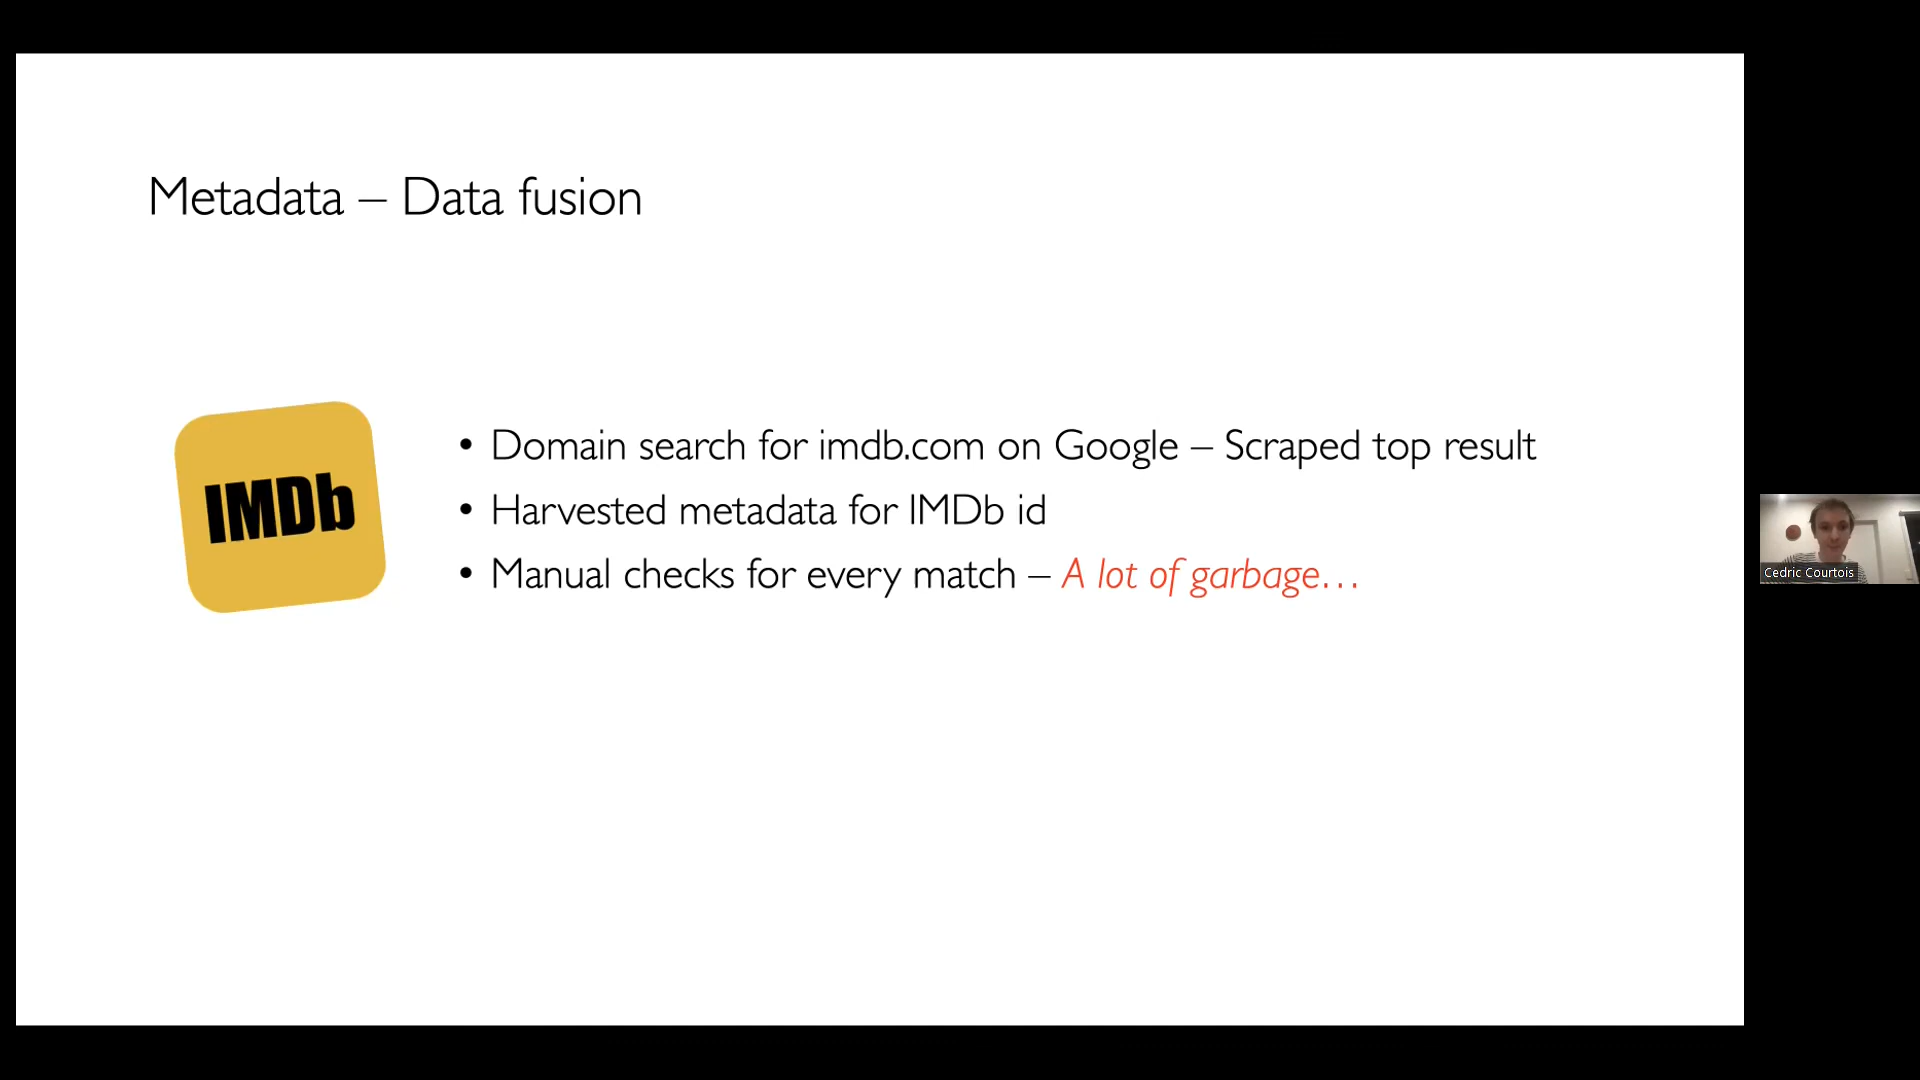 Metadata – Data fusion
IMDb
• Domain search for imdb.com on Google – Scraped top result
• Harvested metadata for IMDb id
• Manual checks for every match – A lot of garbage…
Cedric Courtois